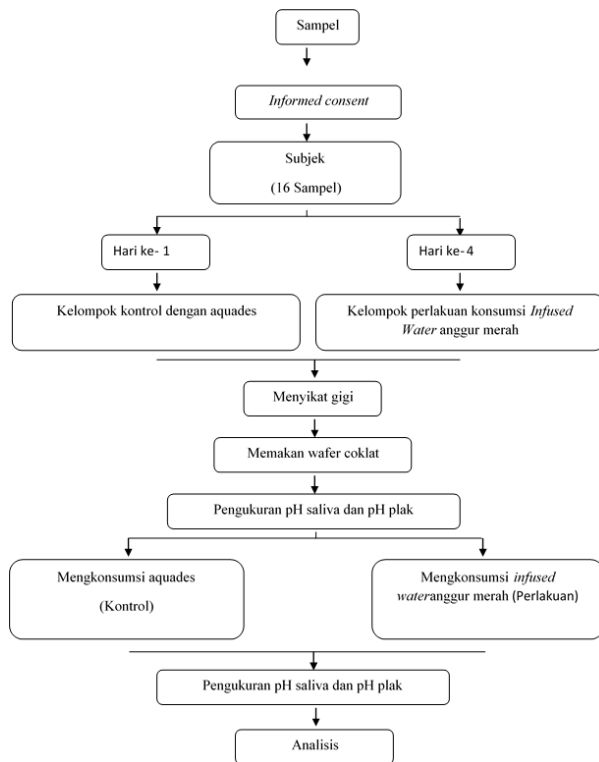 Sampel
Informed consent
Subjek
(16 Sampel)
Hari ke- 1
Hari ke- 4
Kelompok kontrol dengan aquades
Kelompok perlakuan konsumsi Infused
Water anggur merah
Menyikat gigi
Memakan wafer coklat
Pengukuran pH saliva dan pH plak
Mengkonsumsi aquades
(Kontrol)
Mengkonsumsi infused
wateranggur merah (Perlakuan)
Pengukuran pH saliva dan pH plak
Analisis